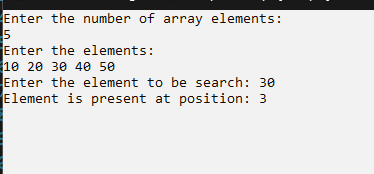 Enter the number of array elements:
5
Enter the elements:
10 20 30 40 50
Enter the element to be search: 30
Element is present at position: 3